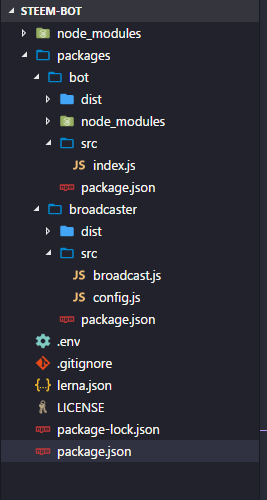 STEEM-BOT
node_modules
packages
bot
dist
node_modules
src
JS index.js
package.json
broadcaster
dist
src
JS broadcast.js
JS config.js
package.json
.env
.gitignore
{..} lerna.json
LICENSE
package-lock.json
package.json